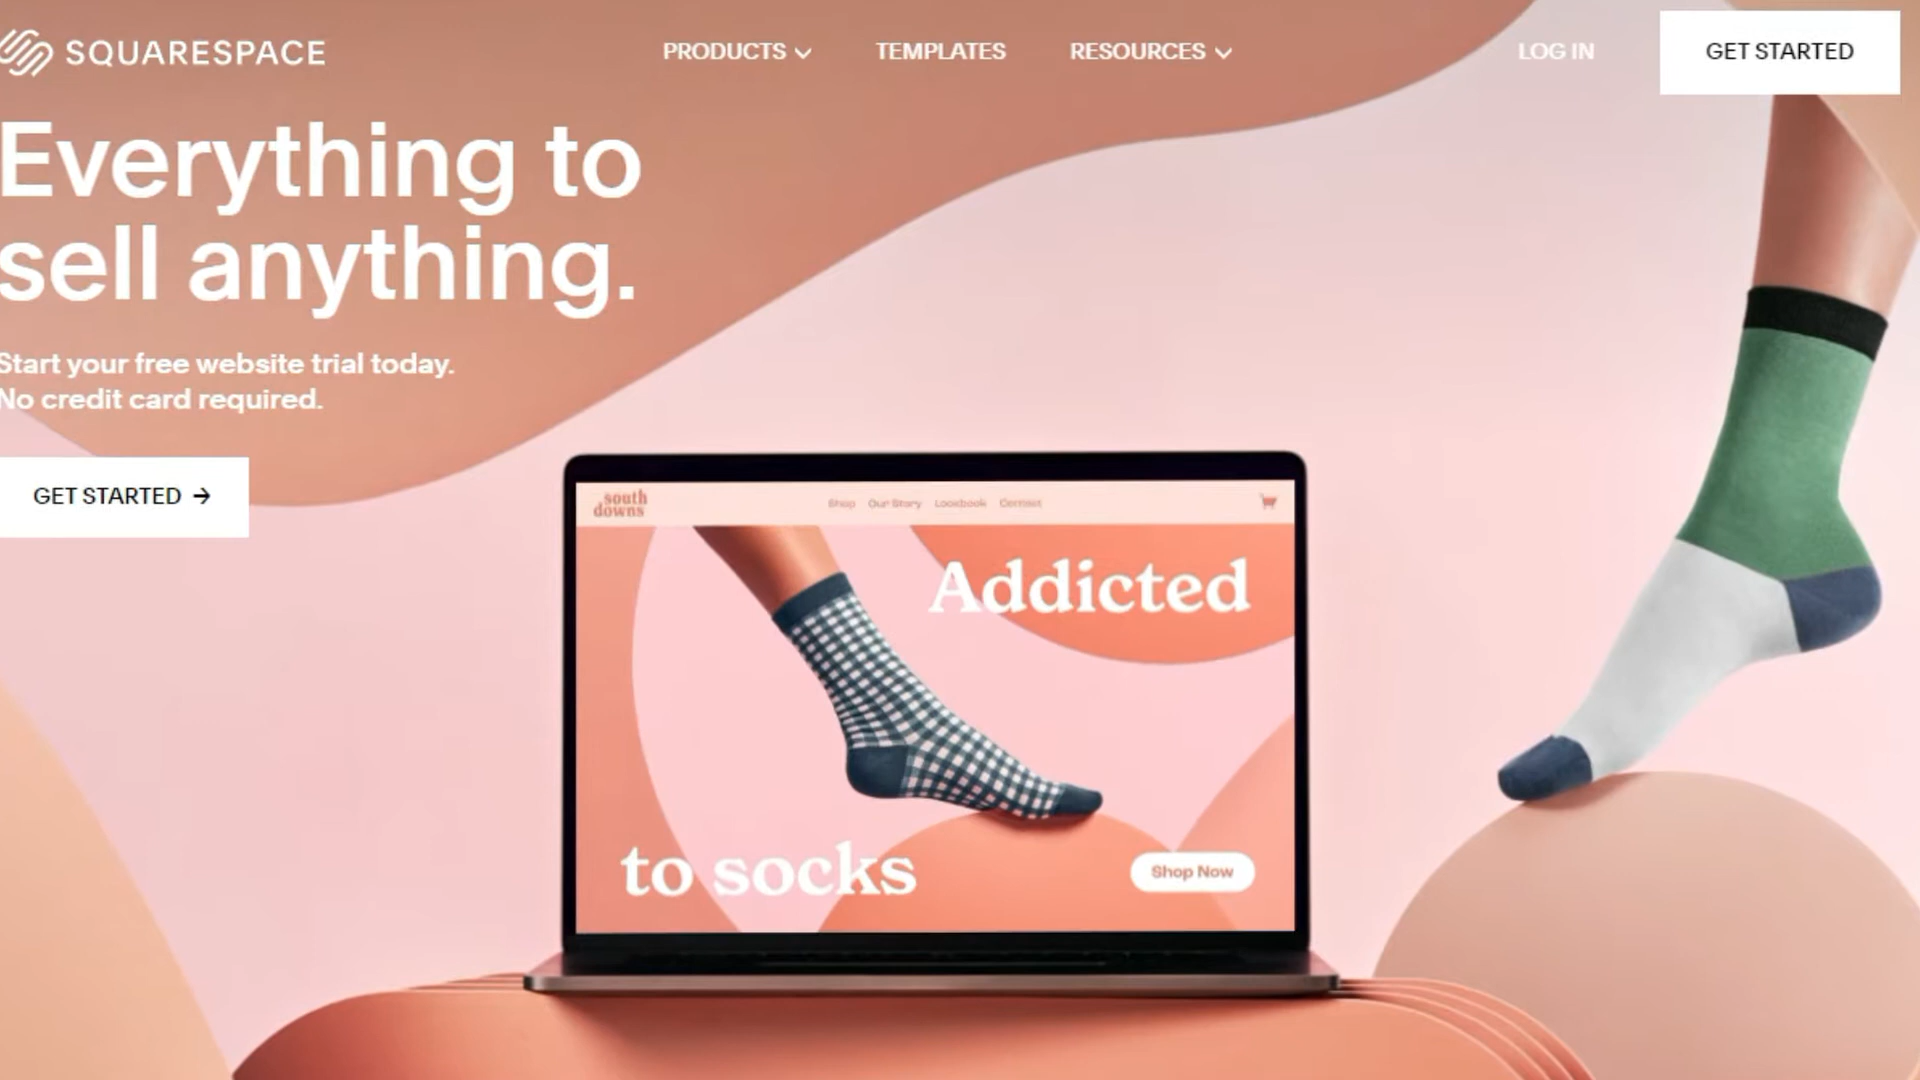 SQUARESPACE
PRODUCTS
TEMPLATES
RESOURCES
LOG IN
GET STARTED
Everything to
sell anything.
Start your free website trial today.
No credit card required.
GET STARTED →
south
downs
Shop
Our Story
Lookbook
Contact
Addicted
to socks
Shop Now